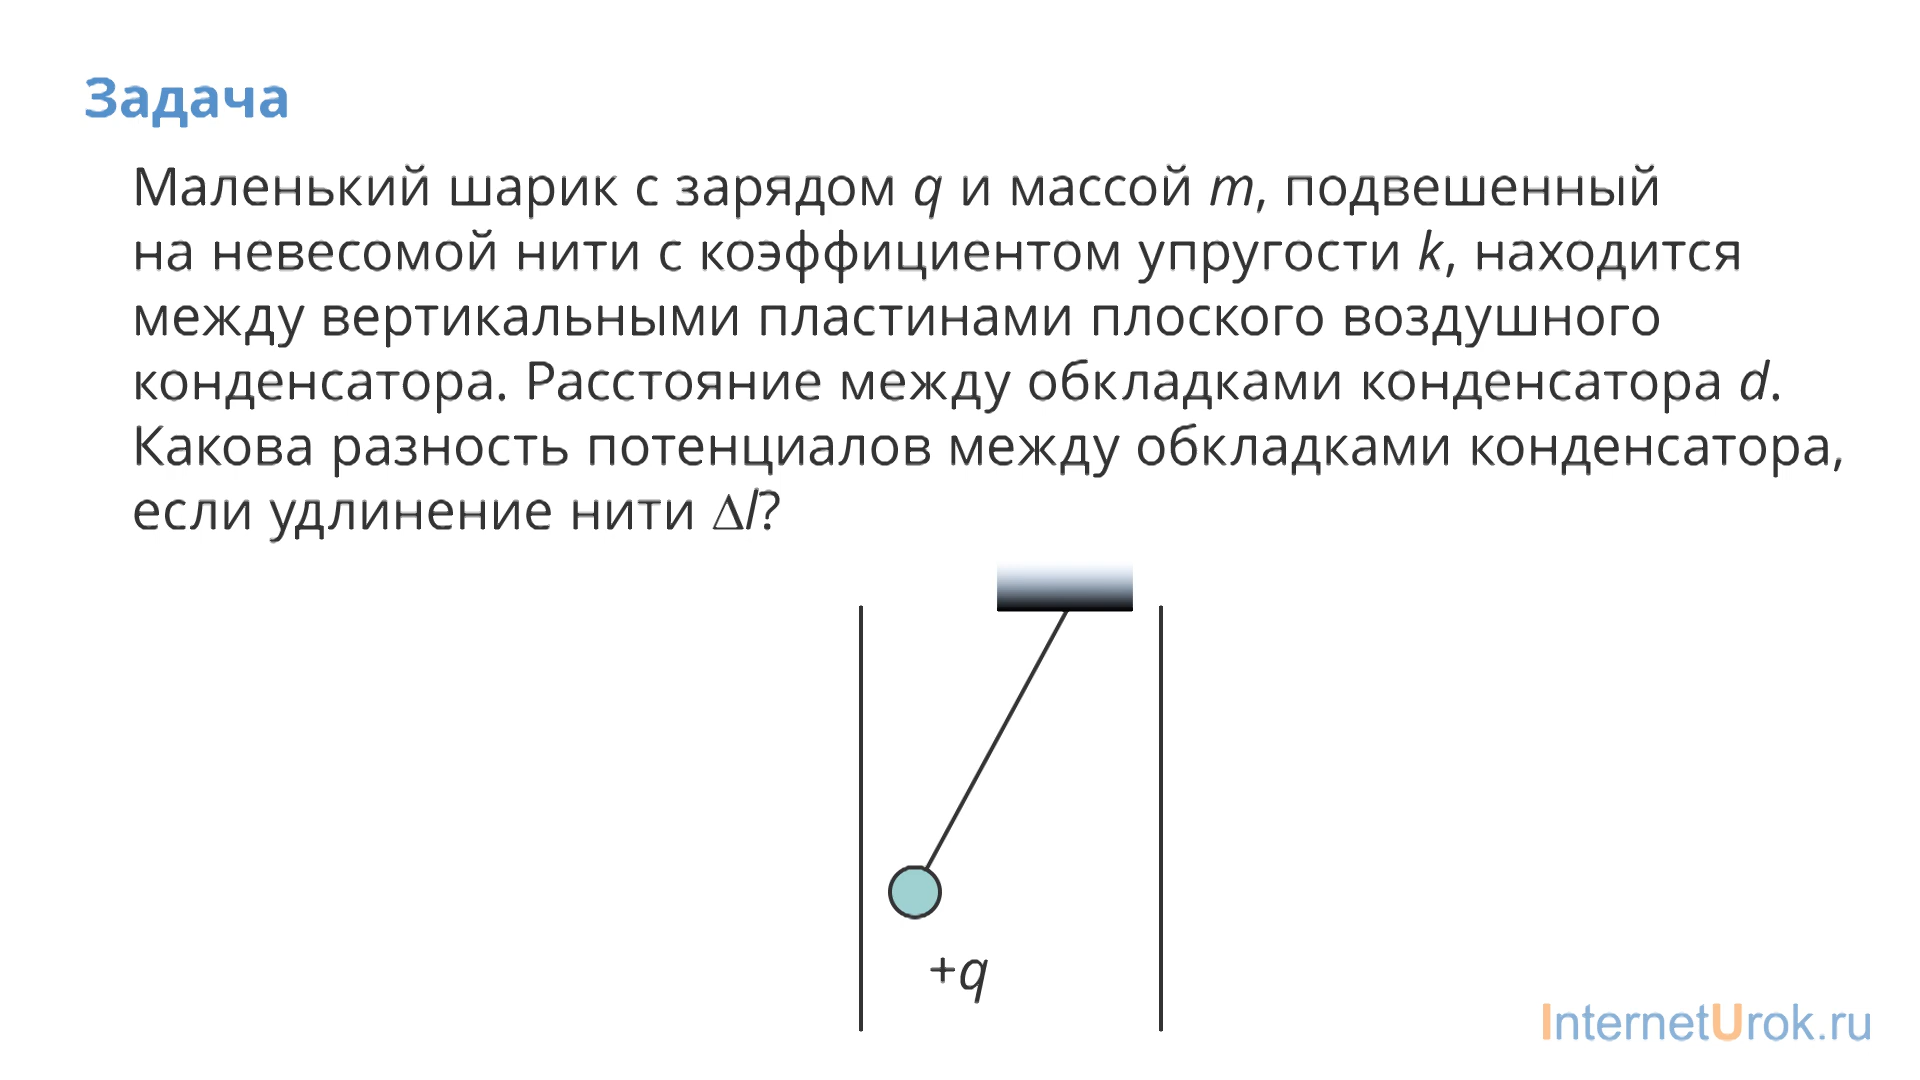 Задача
Маленький шарик с зарядом q и массой m, подвешенный
на невесомой нити с коэффициентом упругости k, находится
между вертикальными пластинами плоского воздушного
конденсатора. Расстояние между обкладками конденсатора d.
Какова разность потенциалов между обкладками конденсатора,
если удлинение нити Δl?
+q
InternetUrok.ru